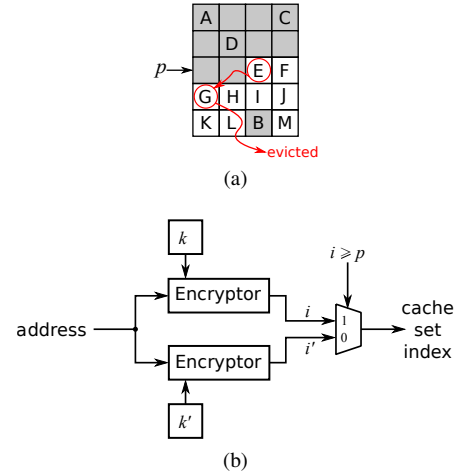 A C
D
p E F
G H I J
K L B M
evicted
(a)
k
i ⩾ p
Encryptor
address
i
1
0
cache
set
index
i'
Encryptor
k'
(b)